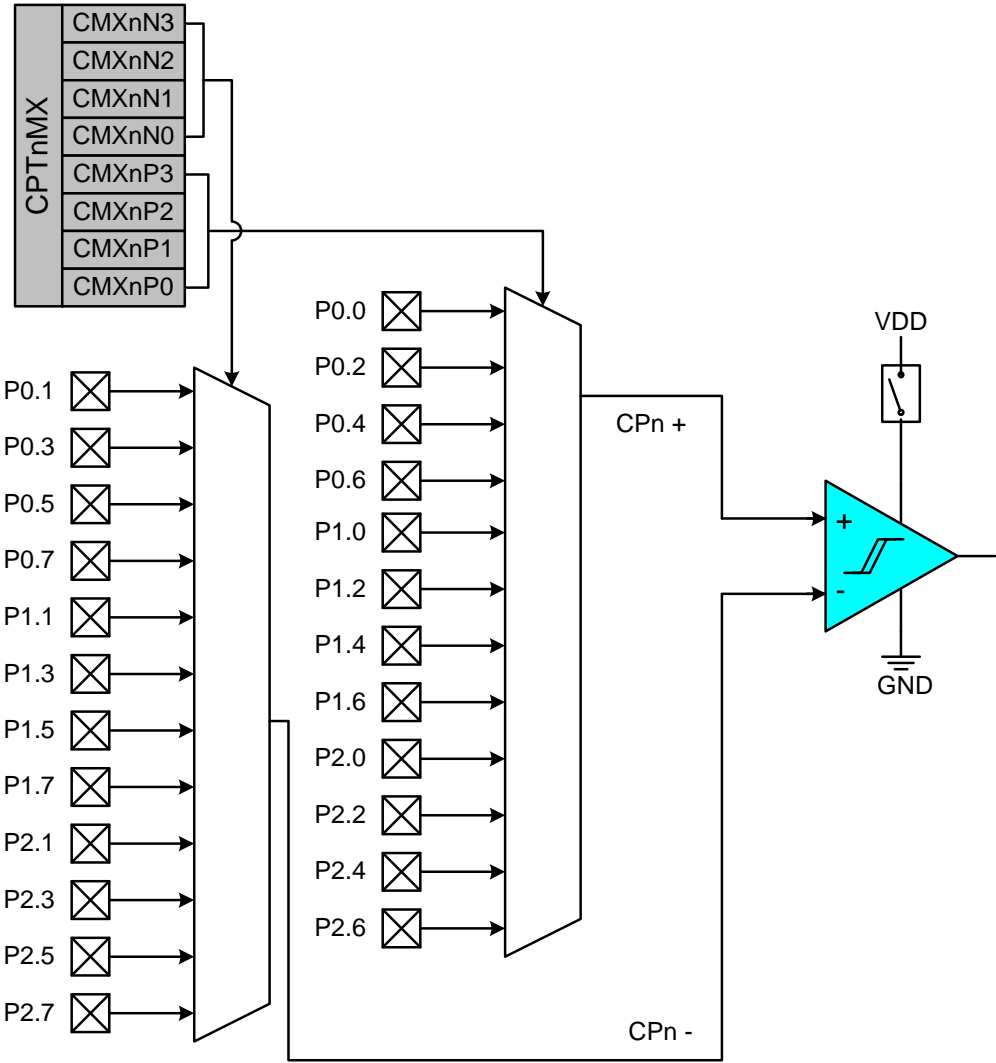 CPTnMX
CMXnN3
CMXnN2
CMXnN1
CMXnN0
CMXnP3
CMXnP2
CMXnP1
CMXnP0
P0.1
P0.3
P0.5
P0.7
P1.1
P1.3
P1.5
P1.7
P2.1
P2.3
P2.5
P2.7
P0.0
P0.2
P0.4
P0.6
P1.0
P1.2
P1.4
P1.6
P2.0
P2.2
P2.4
P2.6
CPn +
CPn -
VDD
+
-
GND